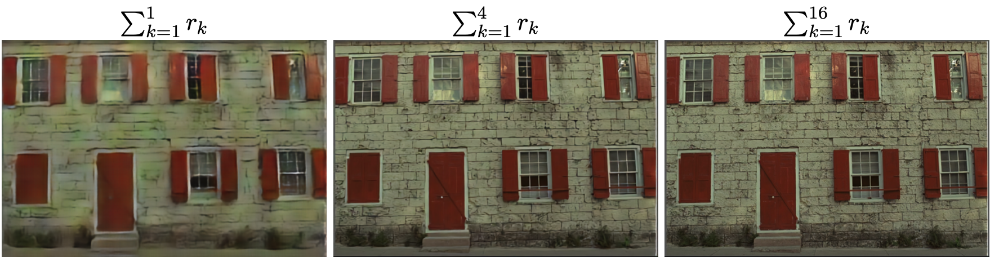 $\sum_{k=1}^{1} r_k$
$\sum_{k=1}^{4} r_k$
$\sum_{k=1}^{16} r_k$